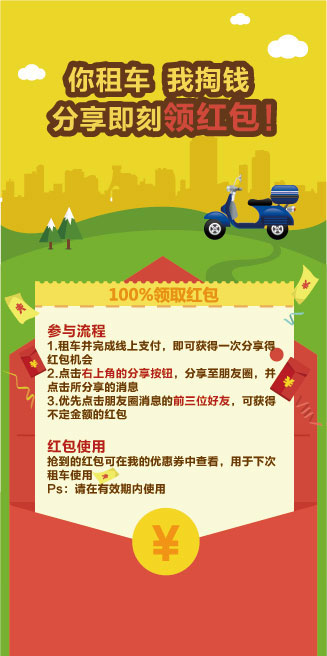 你租车 我掏钱
分享即刻领红包!
100%领取红包
参与流程
1.租车并完成线上支付，即可获得一次分享得
红包机会
2.点击右上角的分享按钮，分享至朋友圈，并
点击所分享的消息
3.优先点击朋友圈消息的前三位好友，可获得
不定金额的红包
红包使用
抢到的红包可在我的优惠券中查看，用于下次
租车使用
Ps：请在有效期内使用
¥